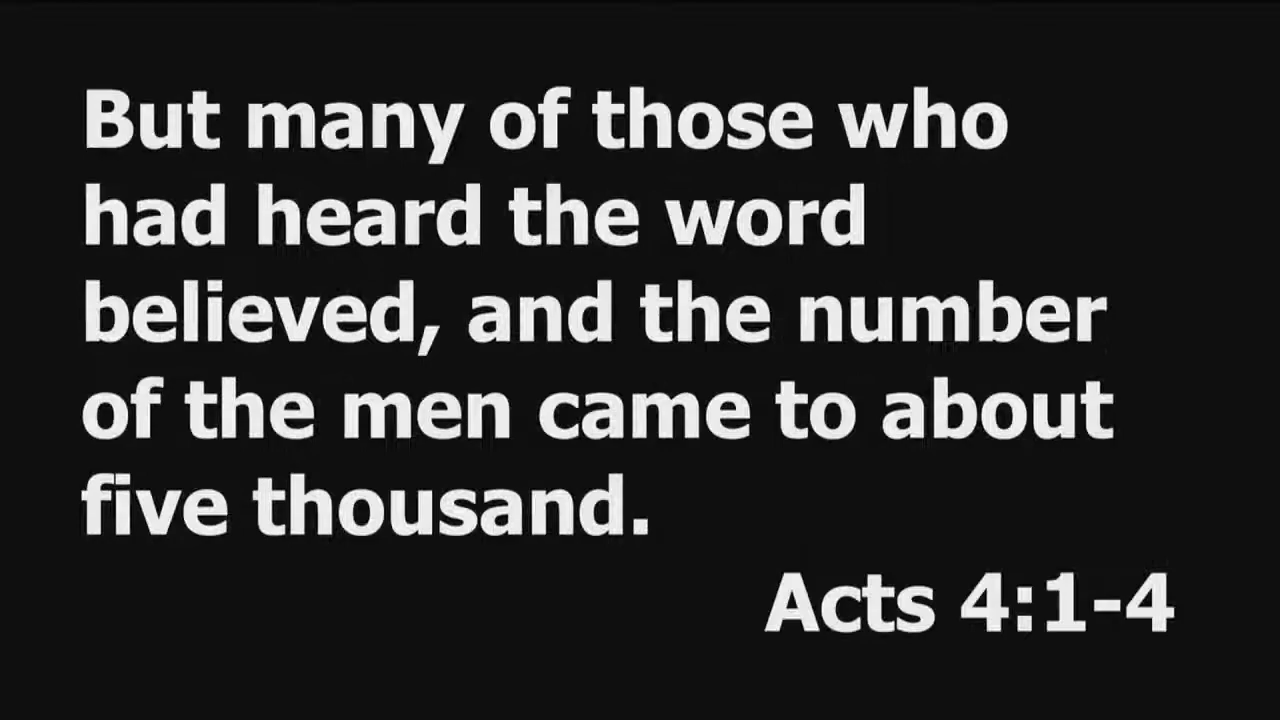 But many of those who
had heard the word
believed, and the number
of the men came to about
five thousand.
Acts 4:1-4